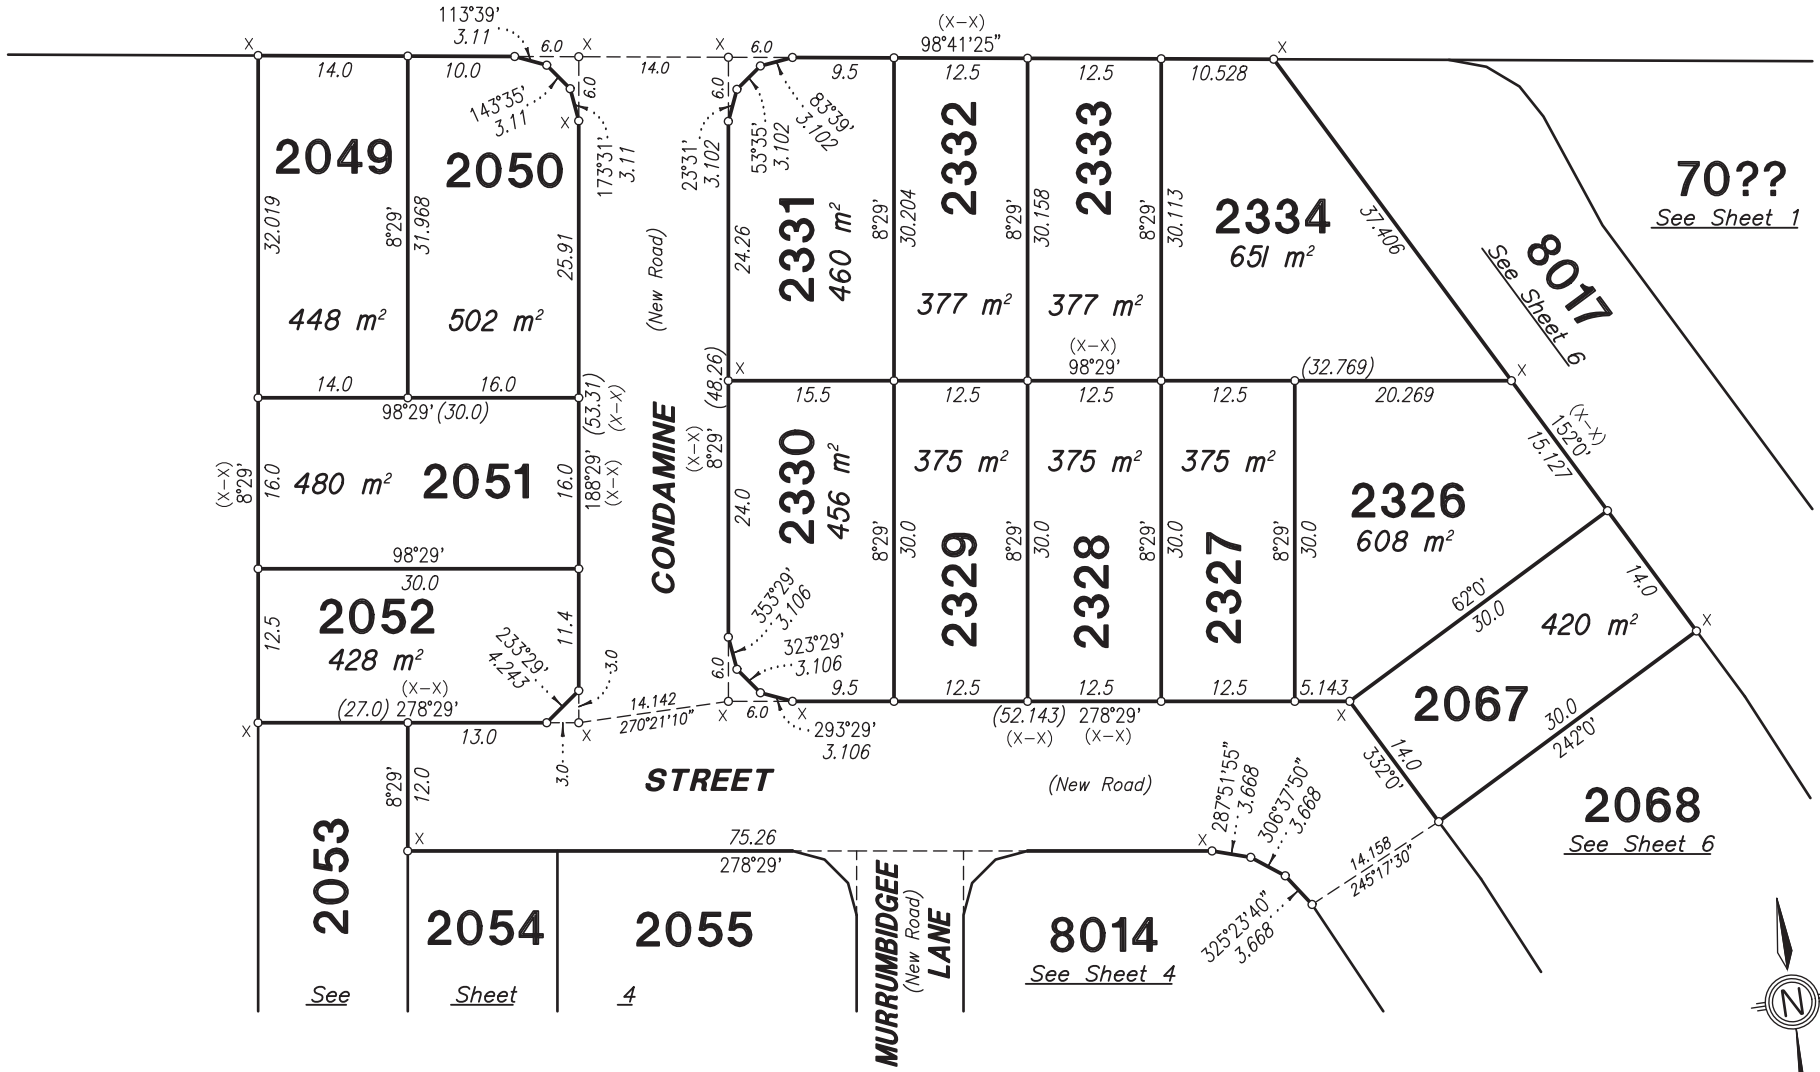 113°39'
3.11
X
6.0
X
X
6.0
(X-X)
98°41'25"
X
14.0
10.0
14.0
9.5
12.5
12.5
10.528
143°35'
3.11
6.0
6.0
83°39'
3.102
X
173°31'
3.11
23°31'
3.102
53°35'
3.102
2049
2050
2331
460 m²
2332
2333
2334
651 m²
70??
See Sheet 1
32.019
8°29'
31.968
25.91
(New Road)
24.26
8°29'
30.204
8°29'
30.158
8°29'
30.113
37.406
8017
See Sheet 6
448 m²
502 m²
377 m²
377 m²
(X-X)
98°29'
(32.769)
X
X
14.0
16.0
98°29' (30.0)
(53.31)
(X-X)
(48.26)
15.5
12.5
12.5
12.5
20.269
(X-X)
152°0'
15.127
(X-X)
8°29'
16.0
480 m²
2051
16.0
188°29'
(X-X)
CONDAMINE
(X-X)
8°29'
24.0
2330
456 m²
375 m²
375 m²
375 m²
2326
608 m²
8°29'
30.0
8°29'
30.0
8°29'
30.0
8°29'
30.0
2329
2328
2327
98°29'
30.0
12.5
2052
428 m²
11.4
233°29'
4.243
3.0
353°29'
3.106
323°29'
3.106
62°0'
30.0
14.0
420 m²
X
(X-X)
(27.0) 278°29'
X
13.0
3.0
X
14.142
270°21'10"
6.0
X
6.0
X
9.5
12.5
12.5
12.5
5.143
X
293°29'
3.106
(52.143) 278°29'
(X-X)
(X-X)
2067
30.0
242°0'
14.0
332°0'
8°29'
12.0
STREET
(New Road)
287°51'55"
3.668
306°37'50"
3.668
2068
See Sheet 6
X
75.26
278°29'
X
14.158
245°17'30"
2053
2054
2055
MURRUMBIDGEE
(New Road)
LANE
8014
See Sheet 4
325°23'40"
3.668
See Sheet 4
N